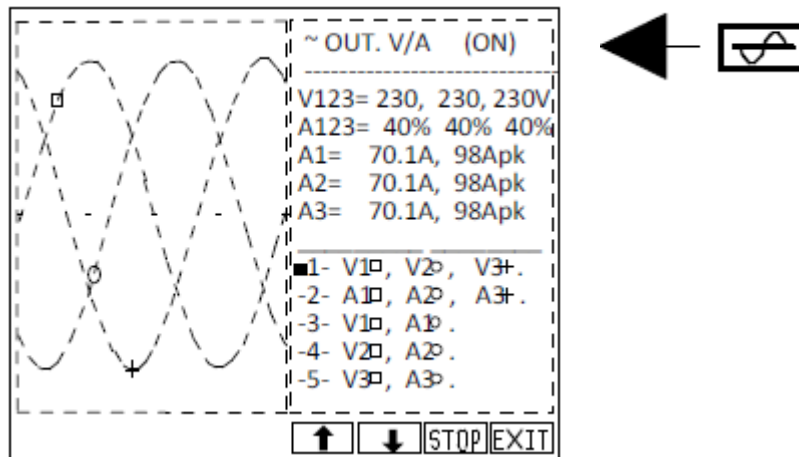 ~ OUT. V/A (ON)
V123= 230, 230, 230V
A123= 40% 40% 40%
A1= 70.1A, 98Apk
A2= 70.1A, 98Apk
A3= 70.1A, 98Apk
■1- V1□, V2○, V3+.
-2- A1□, A2○, A3+.
-3- V1□, A1○.
-4- V2□, A2○.
-5- V3□, A3○.
↑ ↓ STOP EXIT